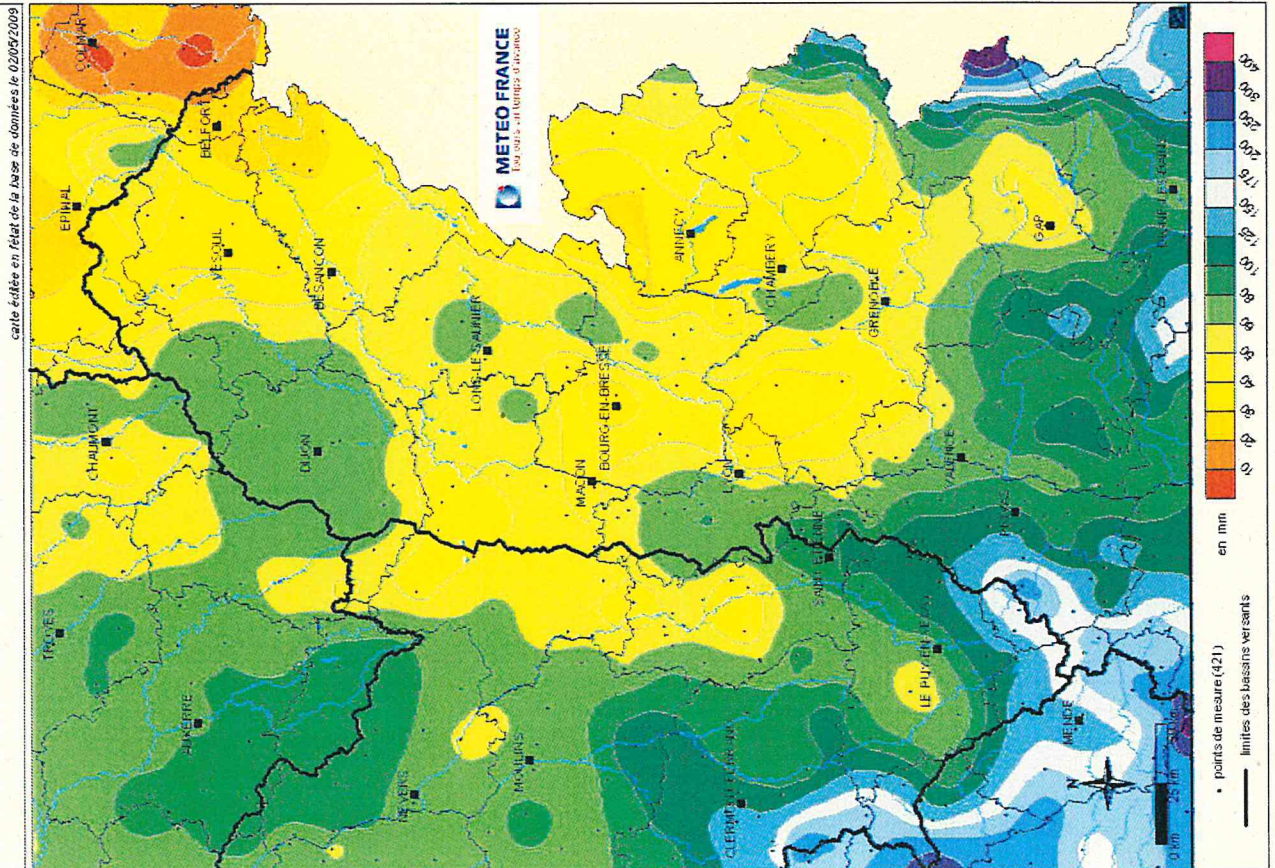 carte éditée en l'état de la base de données le 02/05/2009
COLMAR
EPINAL
BELFORT
VESOUL
CHAUMONT
TROYES
BESANCON
DIJON
AUXERRE
METEO FRANCE
Toujours un temps d'avance
LONS-LE-SAUNIER
NEVERS
MACON
BOURG-EN-BRESSE
MOULINS
ANNECY
LYON
CHAMBERY
CLERMONT-FERRAND
SAINT-ETIENNE
GRENOBLE
LE PUY-EN-VELAY
VALENCE
PRIVAS
GAP
MENDE
DIGNE-LES-BAINS
N
0 km
25 km
50 km
en mm
10
20
30
40
50
60
80
100
125
150
175
200
250
300
400
points de mesure (421)
limites des bassins versants